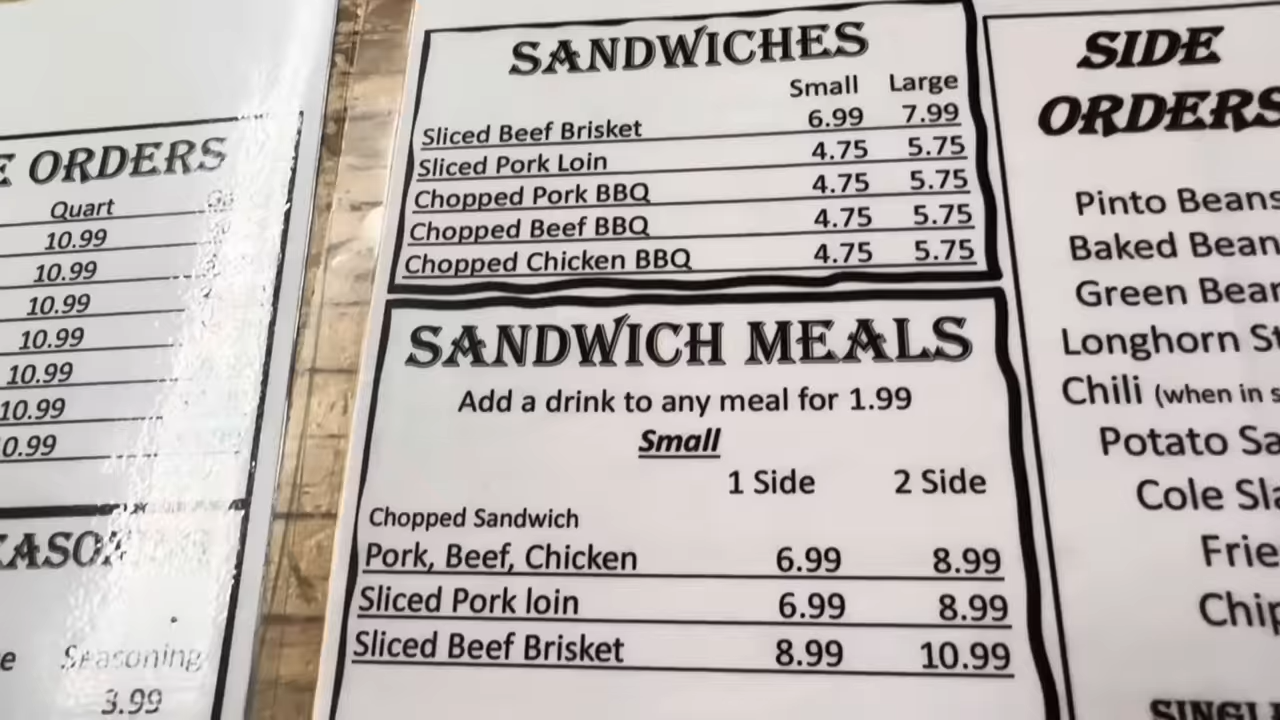 ORDERS
Quart
10.99
10.99
10.99
10.99
10.99
10.99
0.99
Seasoning
3.99
SANDWICHES
Small Large
Sliced Beef Brisket 6.99 7.99
Sliced Pork Loin 4.75 5.75
Chopped Pork BBQ 4.75 5.75
Chopped Beef BBQ 4.75 5.75
Chopped Chicken BBQ 4.75 5.75
SANDWICH MEALS
Add a drink to any meal for 1.99
Small
1 Side 2 Side
Chopped Sandwich
Pork, Beef, Chicken 6.99 8.99
Sliced Pork loin 6.99 8.99
Sliced Beef Brisket 8.99 10.99
SIDE
ORDERS
Pinto Beans
Baked Bean
Green Bean
Longhorn St
Chili (when in s
Potato Sa
Cole Sla
Frie
Chip